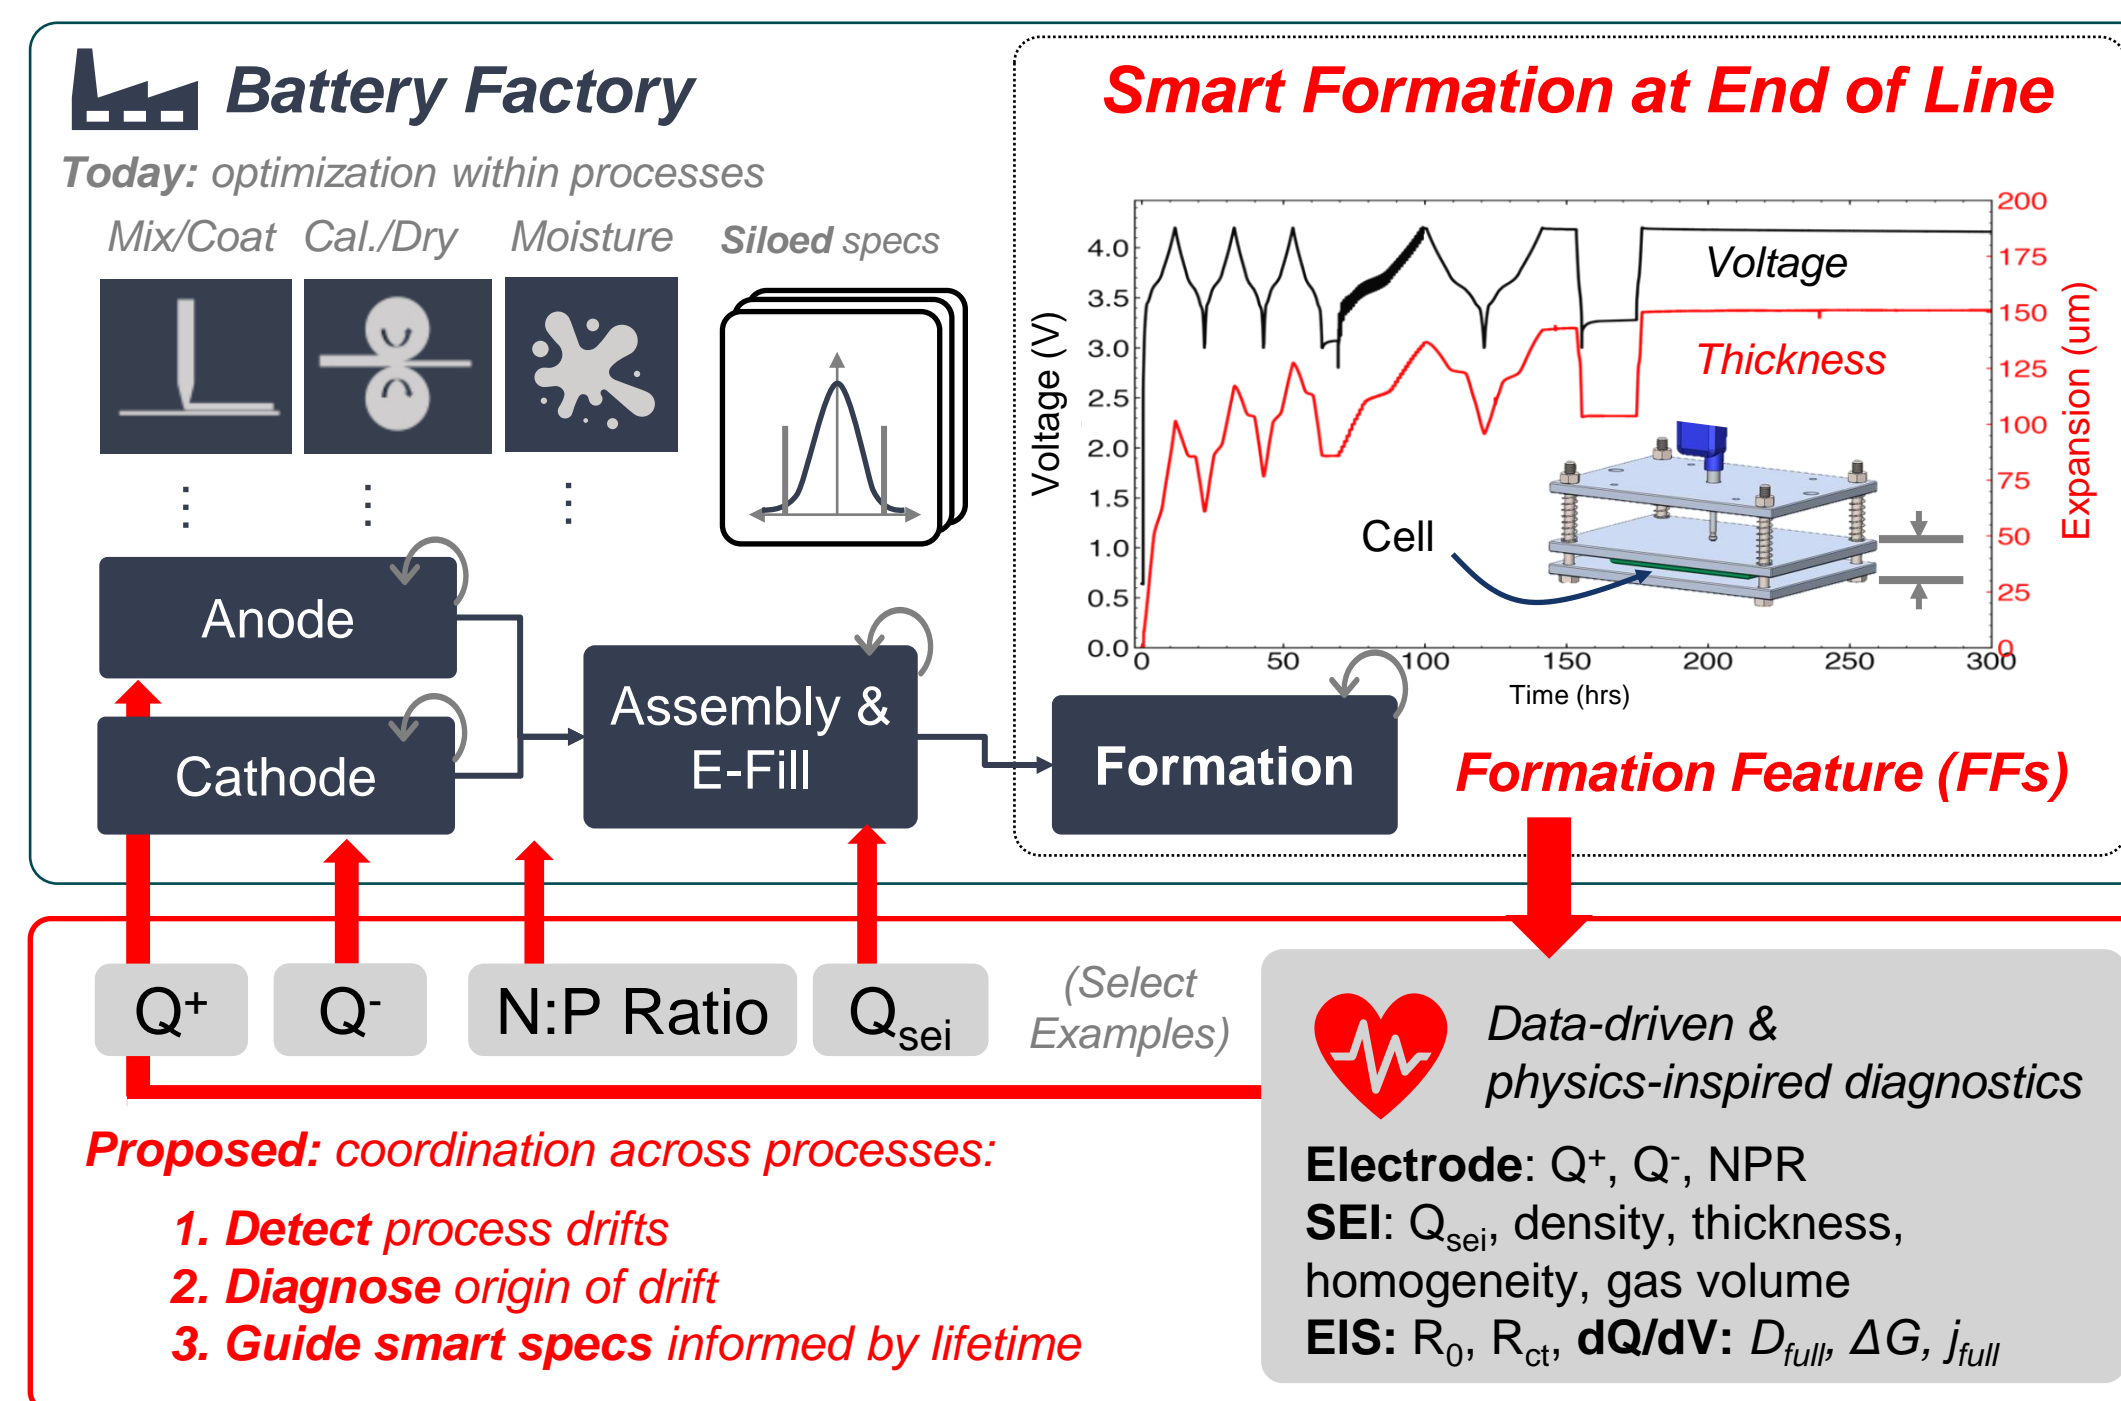 Battery Factory
Today: optimization within processes
Mix/Coat
Cal./Dry
Moisture
Siloed specs
⋮
⋮
⋮
Anode
Cathode
Assembly &
E-Fill
Formation
Smart Formation at End of Line
Voltage (V)
4.0
3.5
3.0
2.5
2.0
1.5
1.0
0.5
0.0
0
50
100
150
200
250
300
Time (hrs)
200
175
150
125
100
75
50
25
0
Expansion (um)
Voltage
Thickness
Cell
Formation Feature (FFs)
Q⁺
Q⁻
N:P Ratio
Qsei
(Select
Examples)
Proposed: coordination across processes:
1. Detect process drifts
2. Diagnose origin of drift
3. Guide smart specs informed by lifetime
Data-driven &
physics-inspired diagnostics
Electrode: Q⁺, Q⁻, NPR
SEI: Qsei, density, thickness,
homogeneity, gas volume
EIS: R₀, Rct, dQ/dV: Dfull, ΔG, jfull